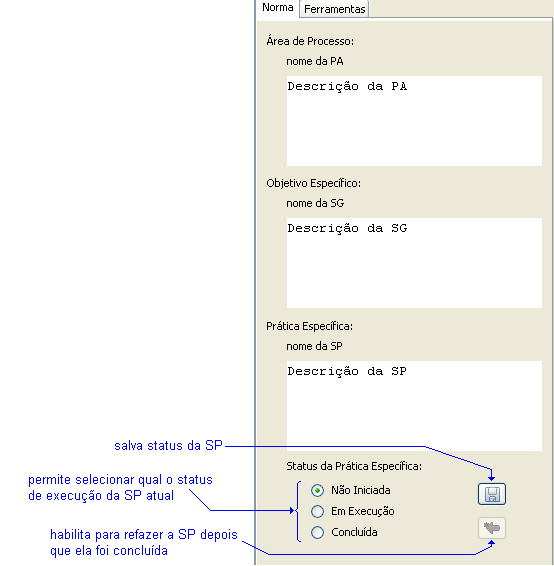 Norma Ferramentas
Área de Processo:
nome da PA
Descrição da PA
Objetivo Específico:
nome da SG
Descrição da SG
Prática Específica:
nome da SP
Descrição da SP
salva status da SP
Status da Prática Específica:
permite selecionar qual o status
de execução da SP atual
Não Iniciada
Em Execução
Concluída
habilita para refazer a SP depois
que ela foi concluída